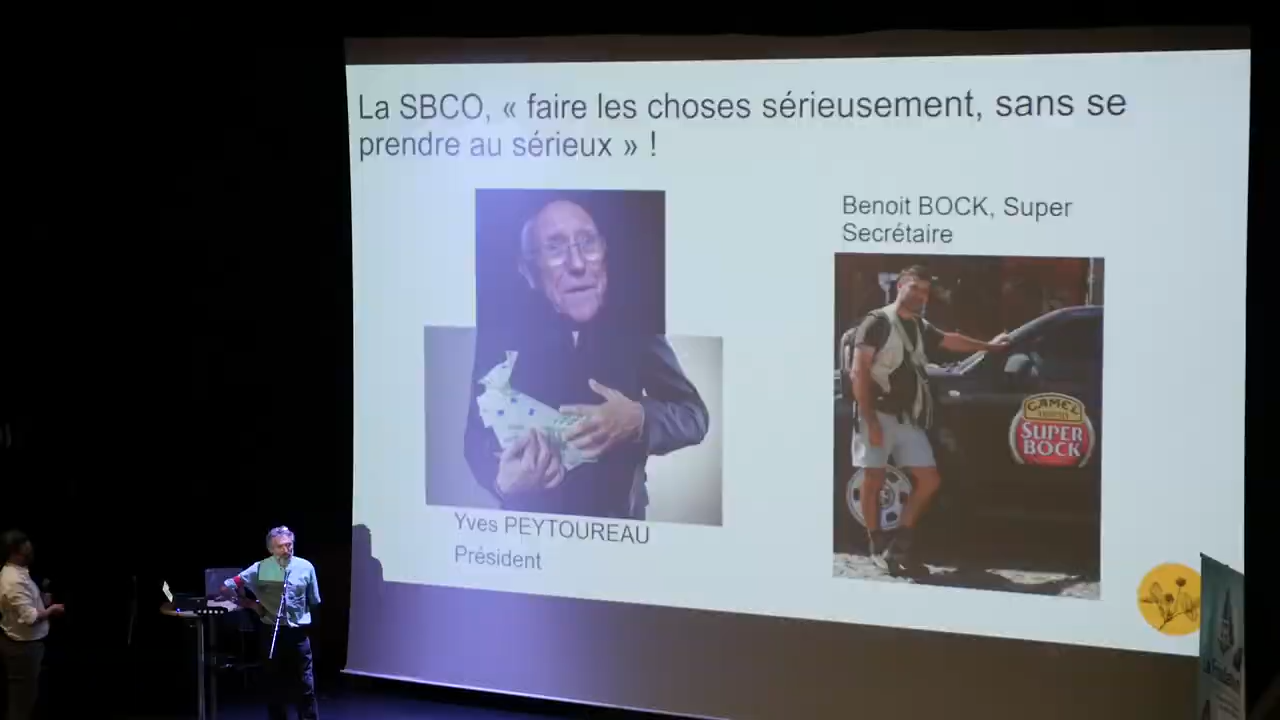 La SBCO, « faire les choses sérieusement, sans se
prendre au sérieux » !
Benoit BOCK, Super
Secrétaire
CAMEL
SUPER
BOCK
Yves PEYTOUREAU
Président